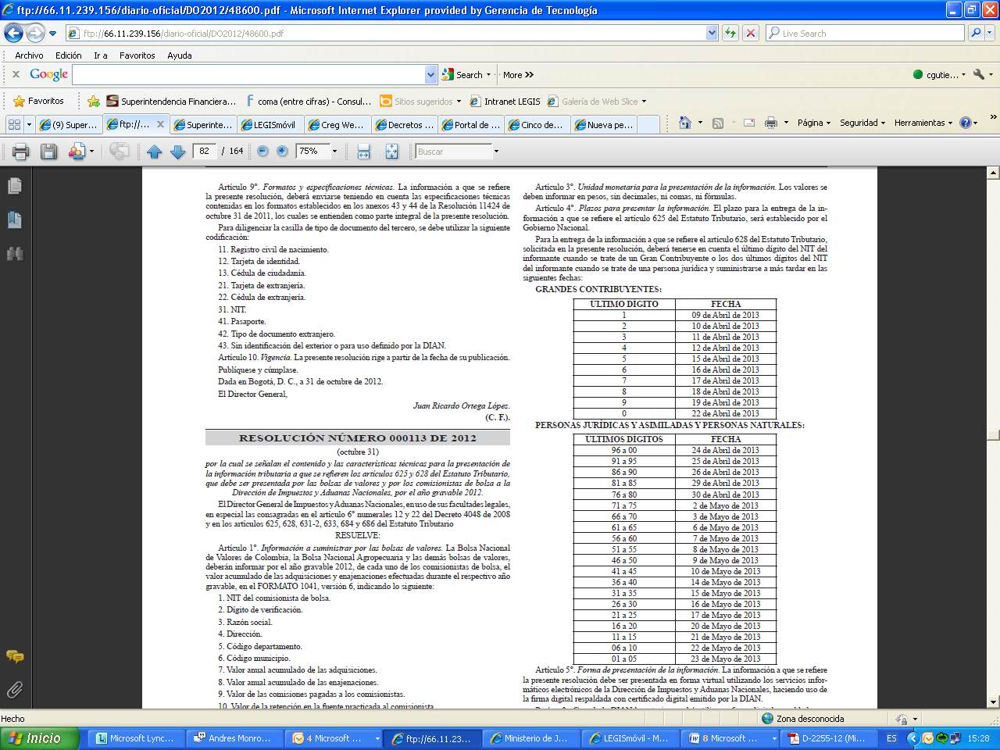 ftp://66.11.239.156/diario-oficial/DO2012/48600.pdf - Microsoft Internet Explorer provided by Gerencia de Tecnología
ftp://66.11.239.156/diario-oficial/DO2012/48600.pdf
Live Search
Archivo Edición Ir a Favoritos Ayuda
Google Search More cgutie...
Favoritos Superintendencia Financiera... coma (entre cifras) - Consul... Sitios sugeridos Intranet LEGIS Galería de Web Slice
(9) Super... ftp://... Superinte... LEGISmóvil Creg We... Decretos ... Portal de ... Cinco de... Nueva pe... Página Seguridad Herramientas
82 / 164 75% Buscar
Artículo 9°. Formatos y especificaciones técnicas. La información a que se refiere
la presente resolución, deberá enviarse teniendo en cuenta las especificaciones técnicas
contenidas en los formatos establecidos en los anexos 43 y 44 de la Resolución 11424 de
octubre 31 de 2011, los cuales se entienden como parte integral de la presente resolución.
Para diligenciar la casilla de tipo de documento del tercero, se debe utilizar la siguiente
codificación:
11. Registro civil de nacimiento.
12. Tarjeta de identidad.
13. Cédula de ciudadanía.
21. Tarjeta de extranjería.
22. Cédula de extranjería.
31. NIT.
41. Pasaporte.
42. Tipo de documento extranjero.
43. Sin identificación del exterior o para uso definido por la DIAN.
Artículo 10. Vigencia. La presente resolución rige a partir de la fecha de su publicación.
Publíquese y cúmplase.
Dada en Bogotá, D. C., a 31 de octubre de 2012.
El Director General,
Juan Ricardo Ortega López.
(C. F.).
RESOLUCIÓN NÚMERO 000113 DE 2012
(octubre 31)
por la cual se señalan el contenido y las características técnicas para la presentación de
la información tributaria a que se refieren los artículos 625 y 628 del Estatuto Tributario,
que debe ser presentada por las bolsas de valores y por los comisionistas de bolsa a la
Dirección de Impuestos y Aduanas Nacionales, por el año gravable 2012.
El Director General de Impuestos y Aduanas Nacionales, en uso de sus facultades legales,
en especial las consagradas en el artículo 6° numerales 12 y 22 del Decreto 4048 de 2008
y en los artículos 625, 628, 631-2, 633, 684 y 686 del Estatuto Tributario
RESUELVE:
Artículo 1°. Información a suministrar por las bolsas de valores. La Bolsa Nacional
de Valores de Colombia, la Bolsa Nacional Agropecuaria y las demás bolsas de valores,
deberán informar por el año gravable 2012, de cada uno de los comisionistas de bolsa, el
valor acumulado de las adquisiciones y enajenaciones efectuadas durante el respectivo año
gravable, en el FORMATO 1041, versión 6, indicando lo siguiente:
1. NIT del comisionista de bolsa.
2. Dígito de verificación.
3. Razón social.
4. Dirección.
5. Código departamento.
6. Código municipio.
7. Valor anual acumulado de las adquisiciones.
8. Valor anual acumulado de las enajenaciones.
9. Valor de las comisiones pagadas a los comisionistas.
10. Valor de la retención en la fuente practicada al comisionista
Artículo 3°. Unidad monetaria para la presentación de la información. Los valores se
deben informar en pesos, sin decimales, ni comas, ni fórmulas.
Artículo 4°. Plazos para presentar la información. El plazo para la entrega de la in-
formación a que se refiere el artículo 625 del Estatuto Tributario, será establecido por el
Gobierno Nacional.
Para la entrega de la información a que se refiere el artículo 628 del Estatuto Tributario,
solicitada en la presente resolución, deberá tenerse en cuenta el último dígito del NIT del
informante cuando se trate de un Gran Contribuyente o los dos últimos dígitos del NIT
del informante cuando se trate de una persona jurídica y suministrarse a más tardar en las
siguientes fechas:
GRANDES CONTRIBUYENTES:
ÚLTIMO DÍGITO FECHA
1 09 de Abril de 2013
2 10 de Abril de 2013
3 11 de Abril de 2013
4 12 de Abril de 2013
5 15 de Abril de 2013
6 16 de Abril de 2013
7 17 de Abril de 2013
8 18 de Abril de 2013
9 19 de Abril de 2013
0 22 de Abril de 2013
PERSONAS JURÍDICAS Y ASIMILADAS Y PERSONAS NATURALES:
ÚLTIMOS DÍGITOS FECHA
96 a 00 24 de Abril de 2013
91 a 95 25 de Abril de 2013
86 a 90 26 de Abril de 2013
81 a 85 29 de Abril de 2013
76 a 80 30 de Abril de 2013
71 a 75 2 de Mayo de 2013
66 a 70 3 de Mayo de 2013
61 a 65 6 de Mayo de 2013
56 a 60 7 de Mayo de 2013
51 a 55 8 de Mayo de 2013
46 a 50 9 de Mayo de 2013
41 a 45 10 de Mayo de 2013
36 a 40 14 de Mayo de 2013
31 a 35 15 de Mayo de 2013
26 a 30 16 de Mayo de 2013
21 a 25 17 de Mayo de 2013
16 a 20 20 de Mayo de 2013
11 a 15 21 de Mayo de 2013
06 a 10 22 de Mayo de 2013
01 a 05 23 de Mayo de 2013
Artículo 5°. Forma de presentación de la información. La información a que se refiere
la presente resolución debe ser presentada en forma virtual utilizando los servicios infor-
máticos electrónicos de la Dirección de Impuestos y Aduanas Nacionales, haciendo uso de
la firma digital respaldada con certificado digital emitido por la DIAN.
Hecho Zona desconocida
Inicio Microsoft Lync... Andres Monro... 4 Microsoft ... ftp://66.11.23... Ministerio de J... LEGISmóvil - M... 8 Microsoft ... D-2255-12 (Mi... ES 15:28